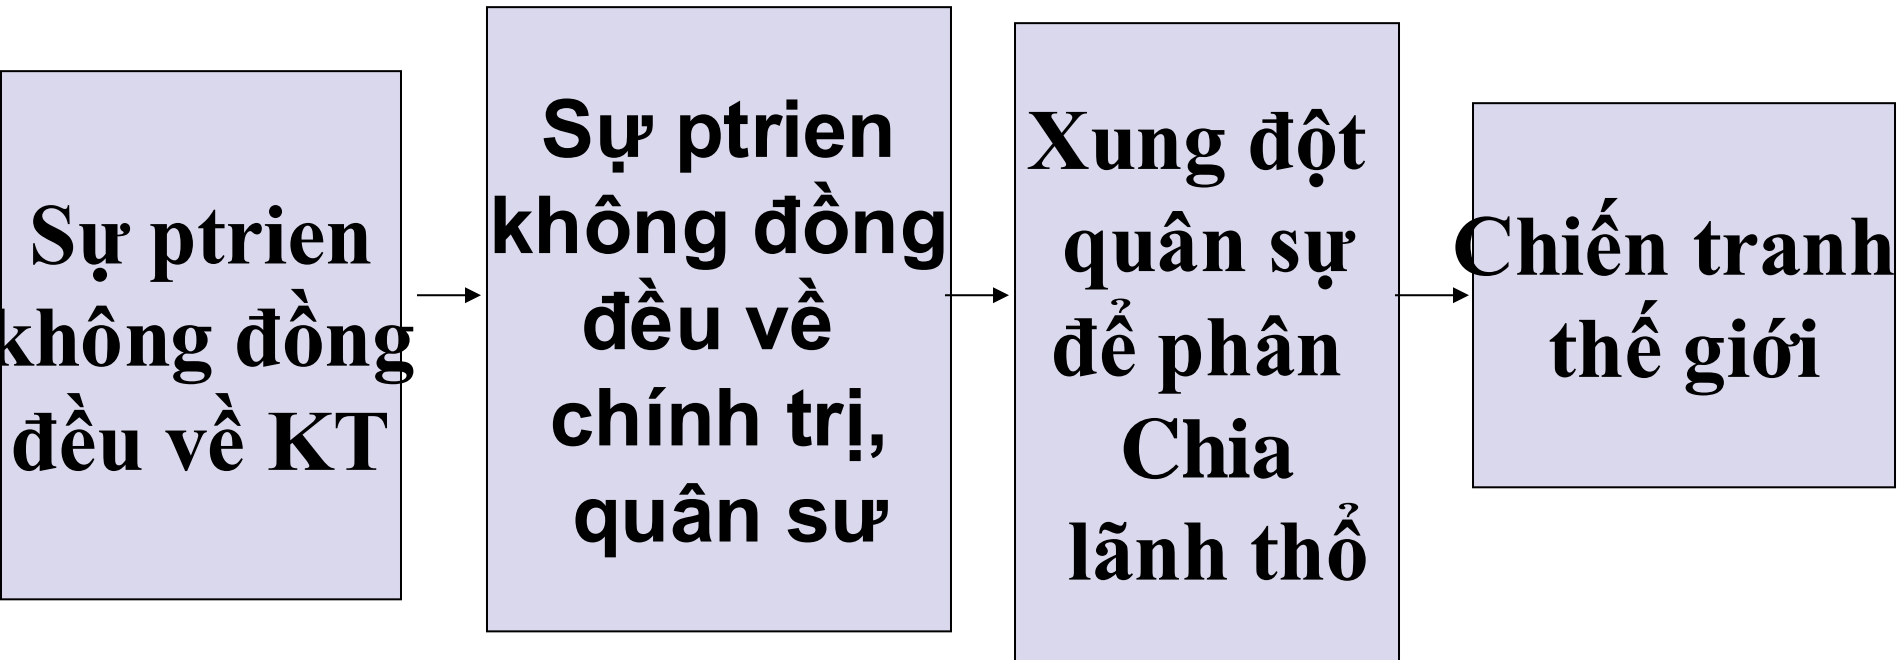 Sự ptrien
không đồng
đều về KT
Sự ptrien
không đồng
đều về
chính trị,
quân sư
Xung đột
quân sự
để phân
Chia
lãnh thổ
Chiến tranh
thế giới